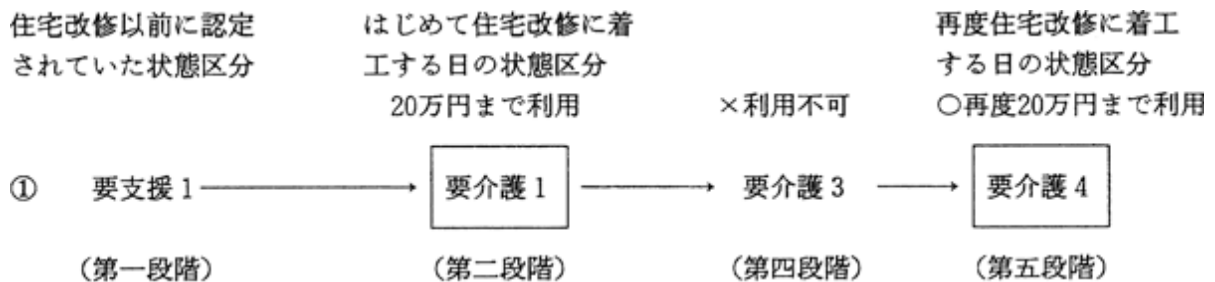 住宅改修以前に認定
されていた状態区分
はじめて住宅改修に着
工する日の状態区分
20万円まで利用
×利用不可
再度住宅改修に着工
する日の状態区分
○再度20万円まで利用
① 要支援1 → 要介護1 → 要介護3 → 要介護4
(第一段階) (第二段階) (第四段階) (第五段階)